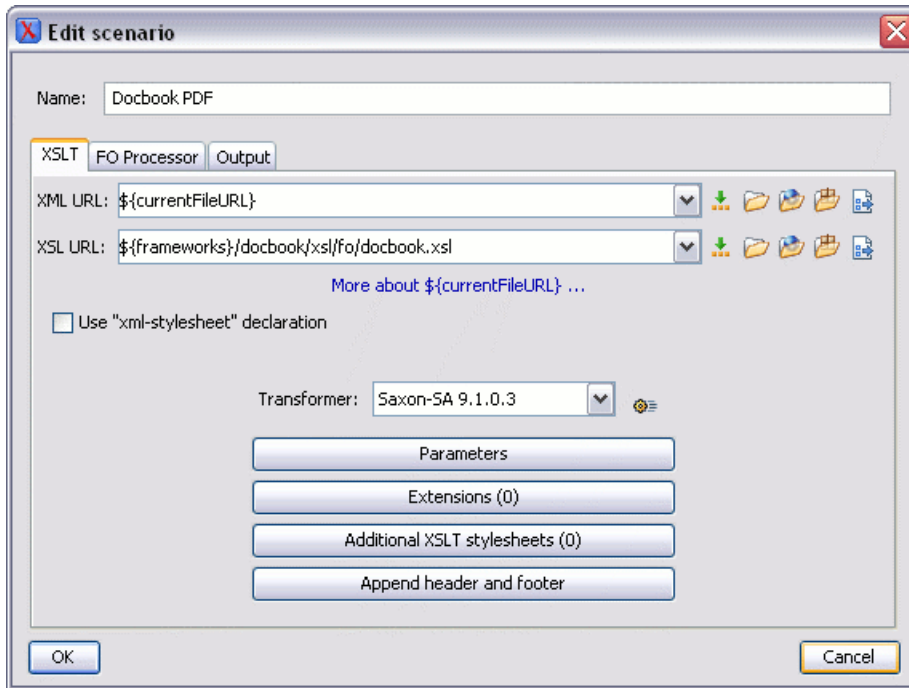 Edit scenario
Name: Docbook PDF
XSLT FO Processor Output
XML URL: ${currentFileURL}
XSL URL: ${frameworks}/docbook/xsl/fo/docbook.xsl
More about ${currentFileURL} ...
Use "xml-stylesheet" declaration
Transformer: Saxon-SA 9.1.0.3
Parameters
Extensions (0)
Additional XSLT stylesheets (0)
Append header and footer
OK Cancel